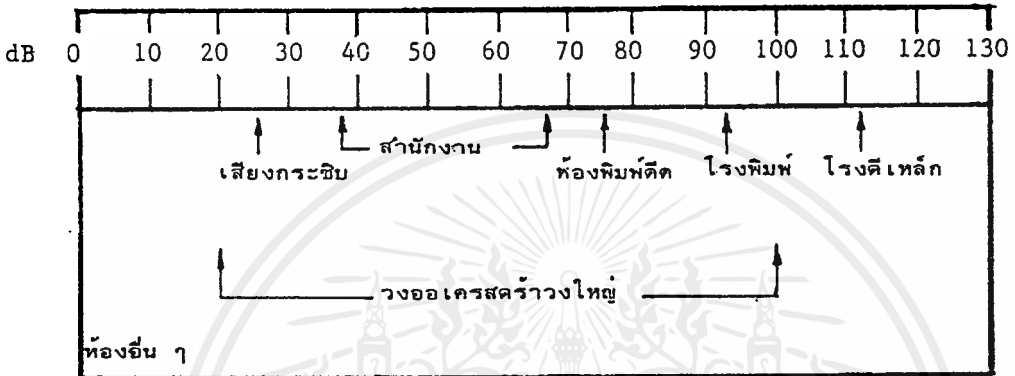 dB 0 10 20 30 40 50 60 70 80 90 100 110 120 130
เสียงกระซิบ สำนักงาน ห้องพิมพ์ดีด โรงพิมพ์ โรงตีเหล็ก
วงออเครสตร้าวงใหญ่
ห้องอื่น ๆ